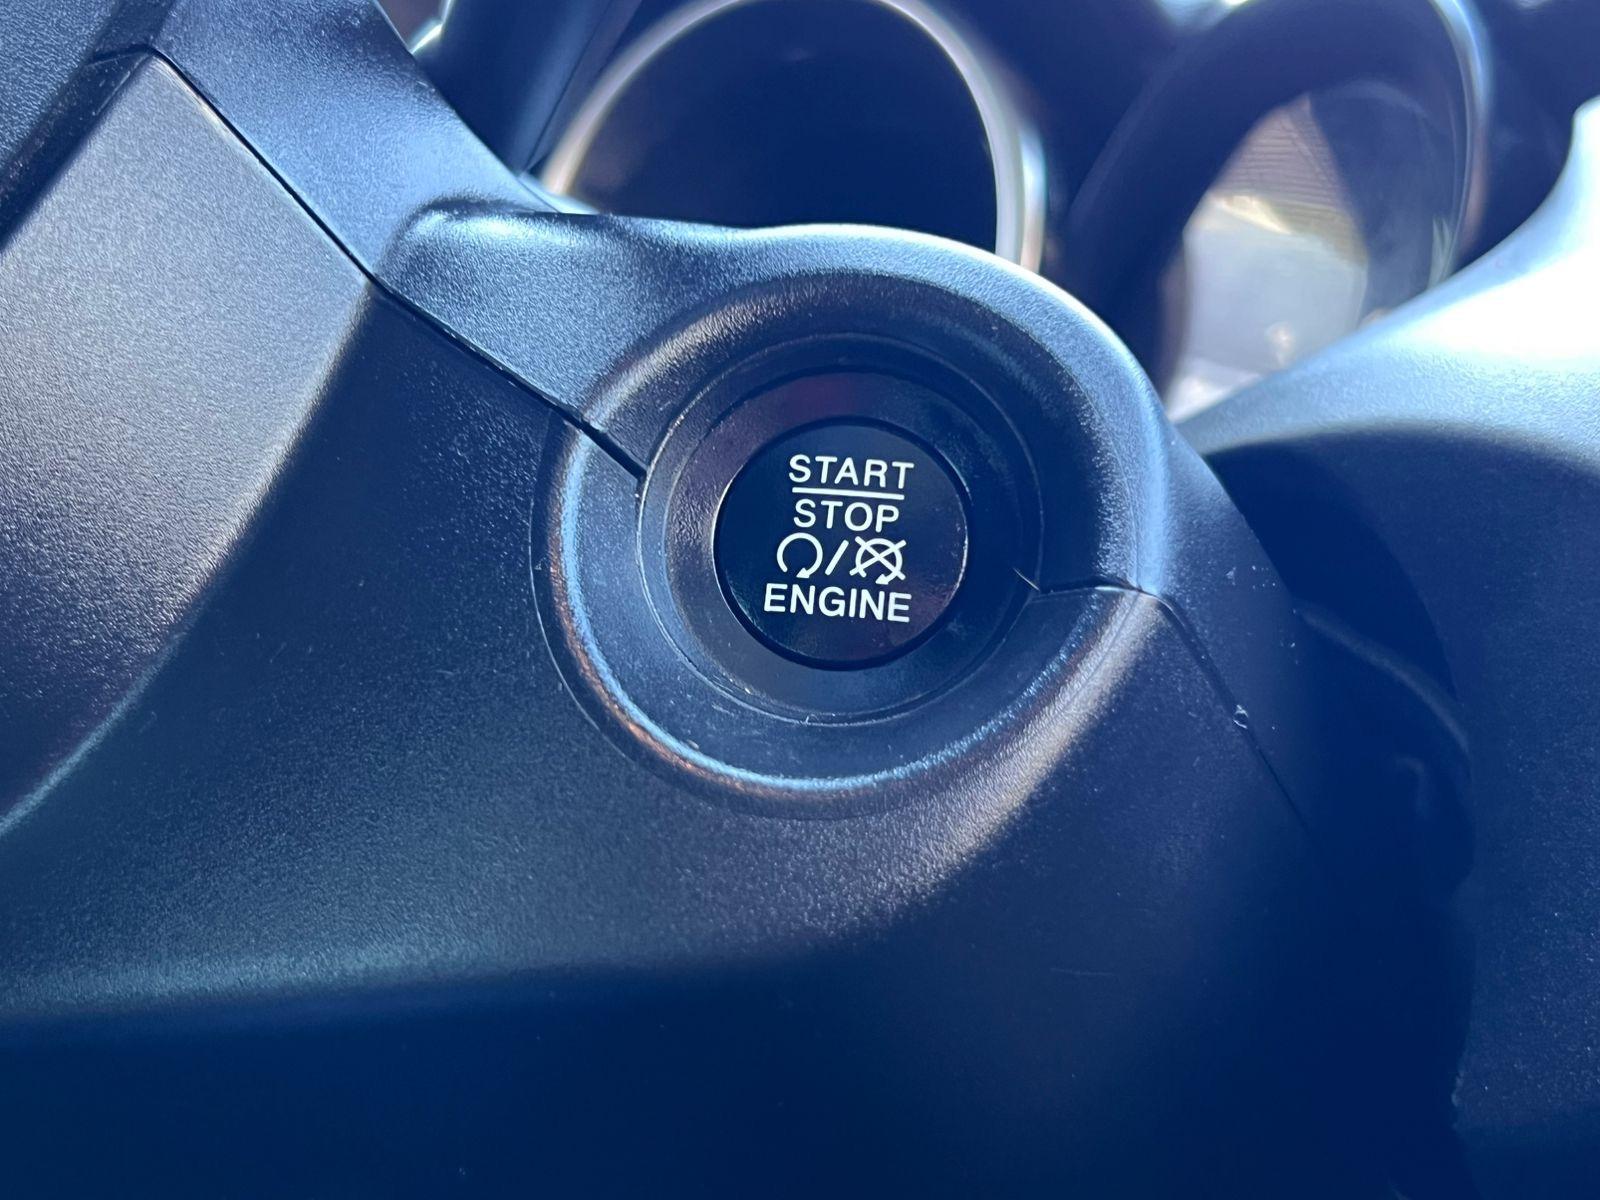 START
STOP
/
ENGINE